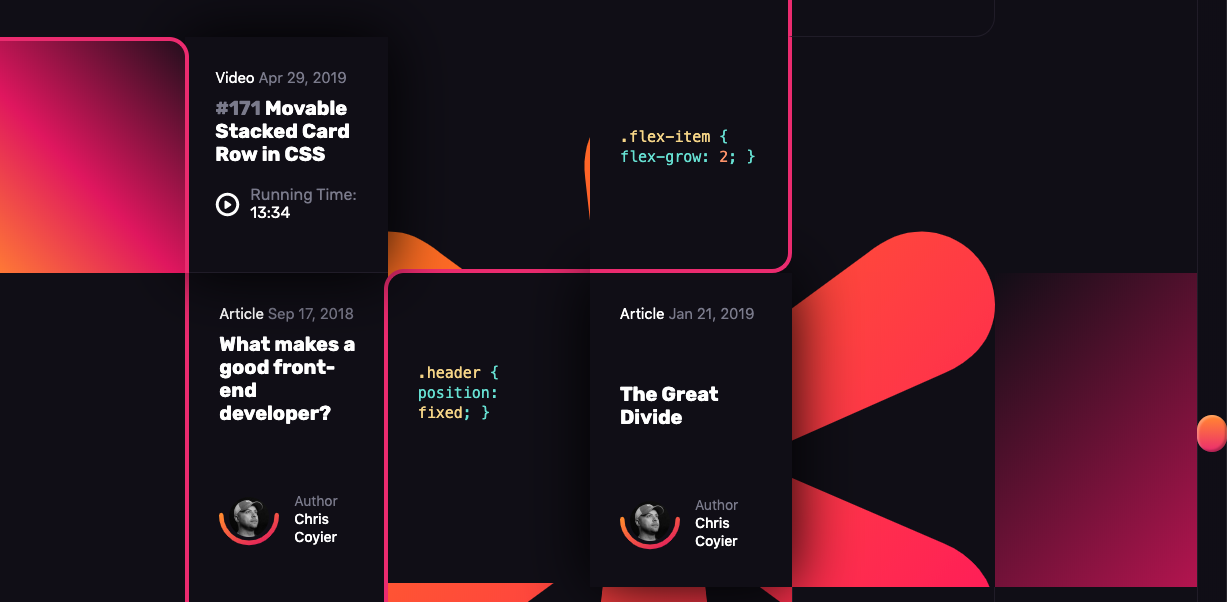 Video Apr 29, 2019
#171 Movable
Stacked Card
Row in CSS
Running Time:
13:34
.flex-item {
flex-grow: 2; }
Article Sep 17, 2018
What makes a
good front-
end
developer?
Author
Chris
Coyier
.header {
position:
fixed; }
Article Jan 21, 2019
The Great
Divide
Author
Chris
Coyier